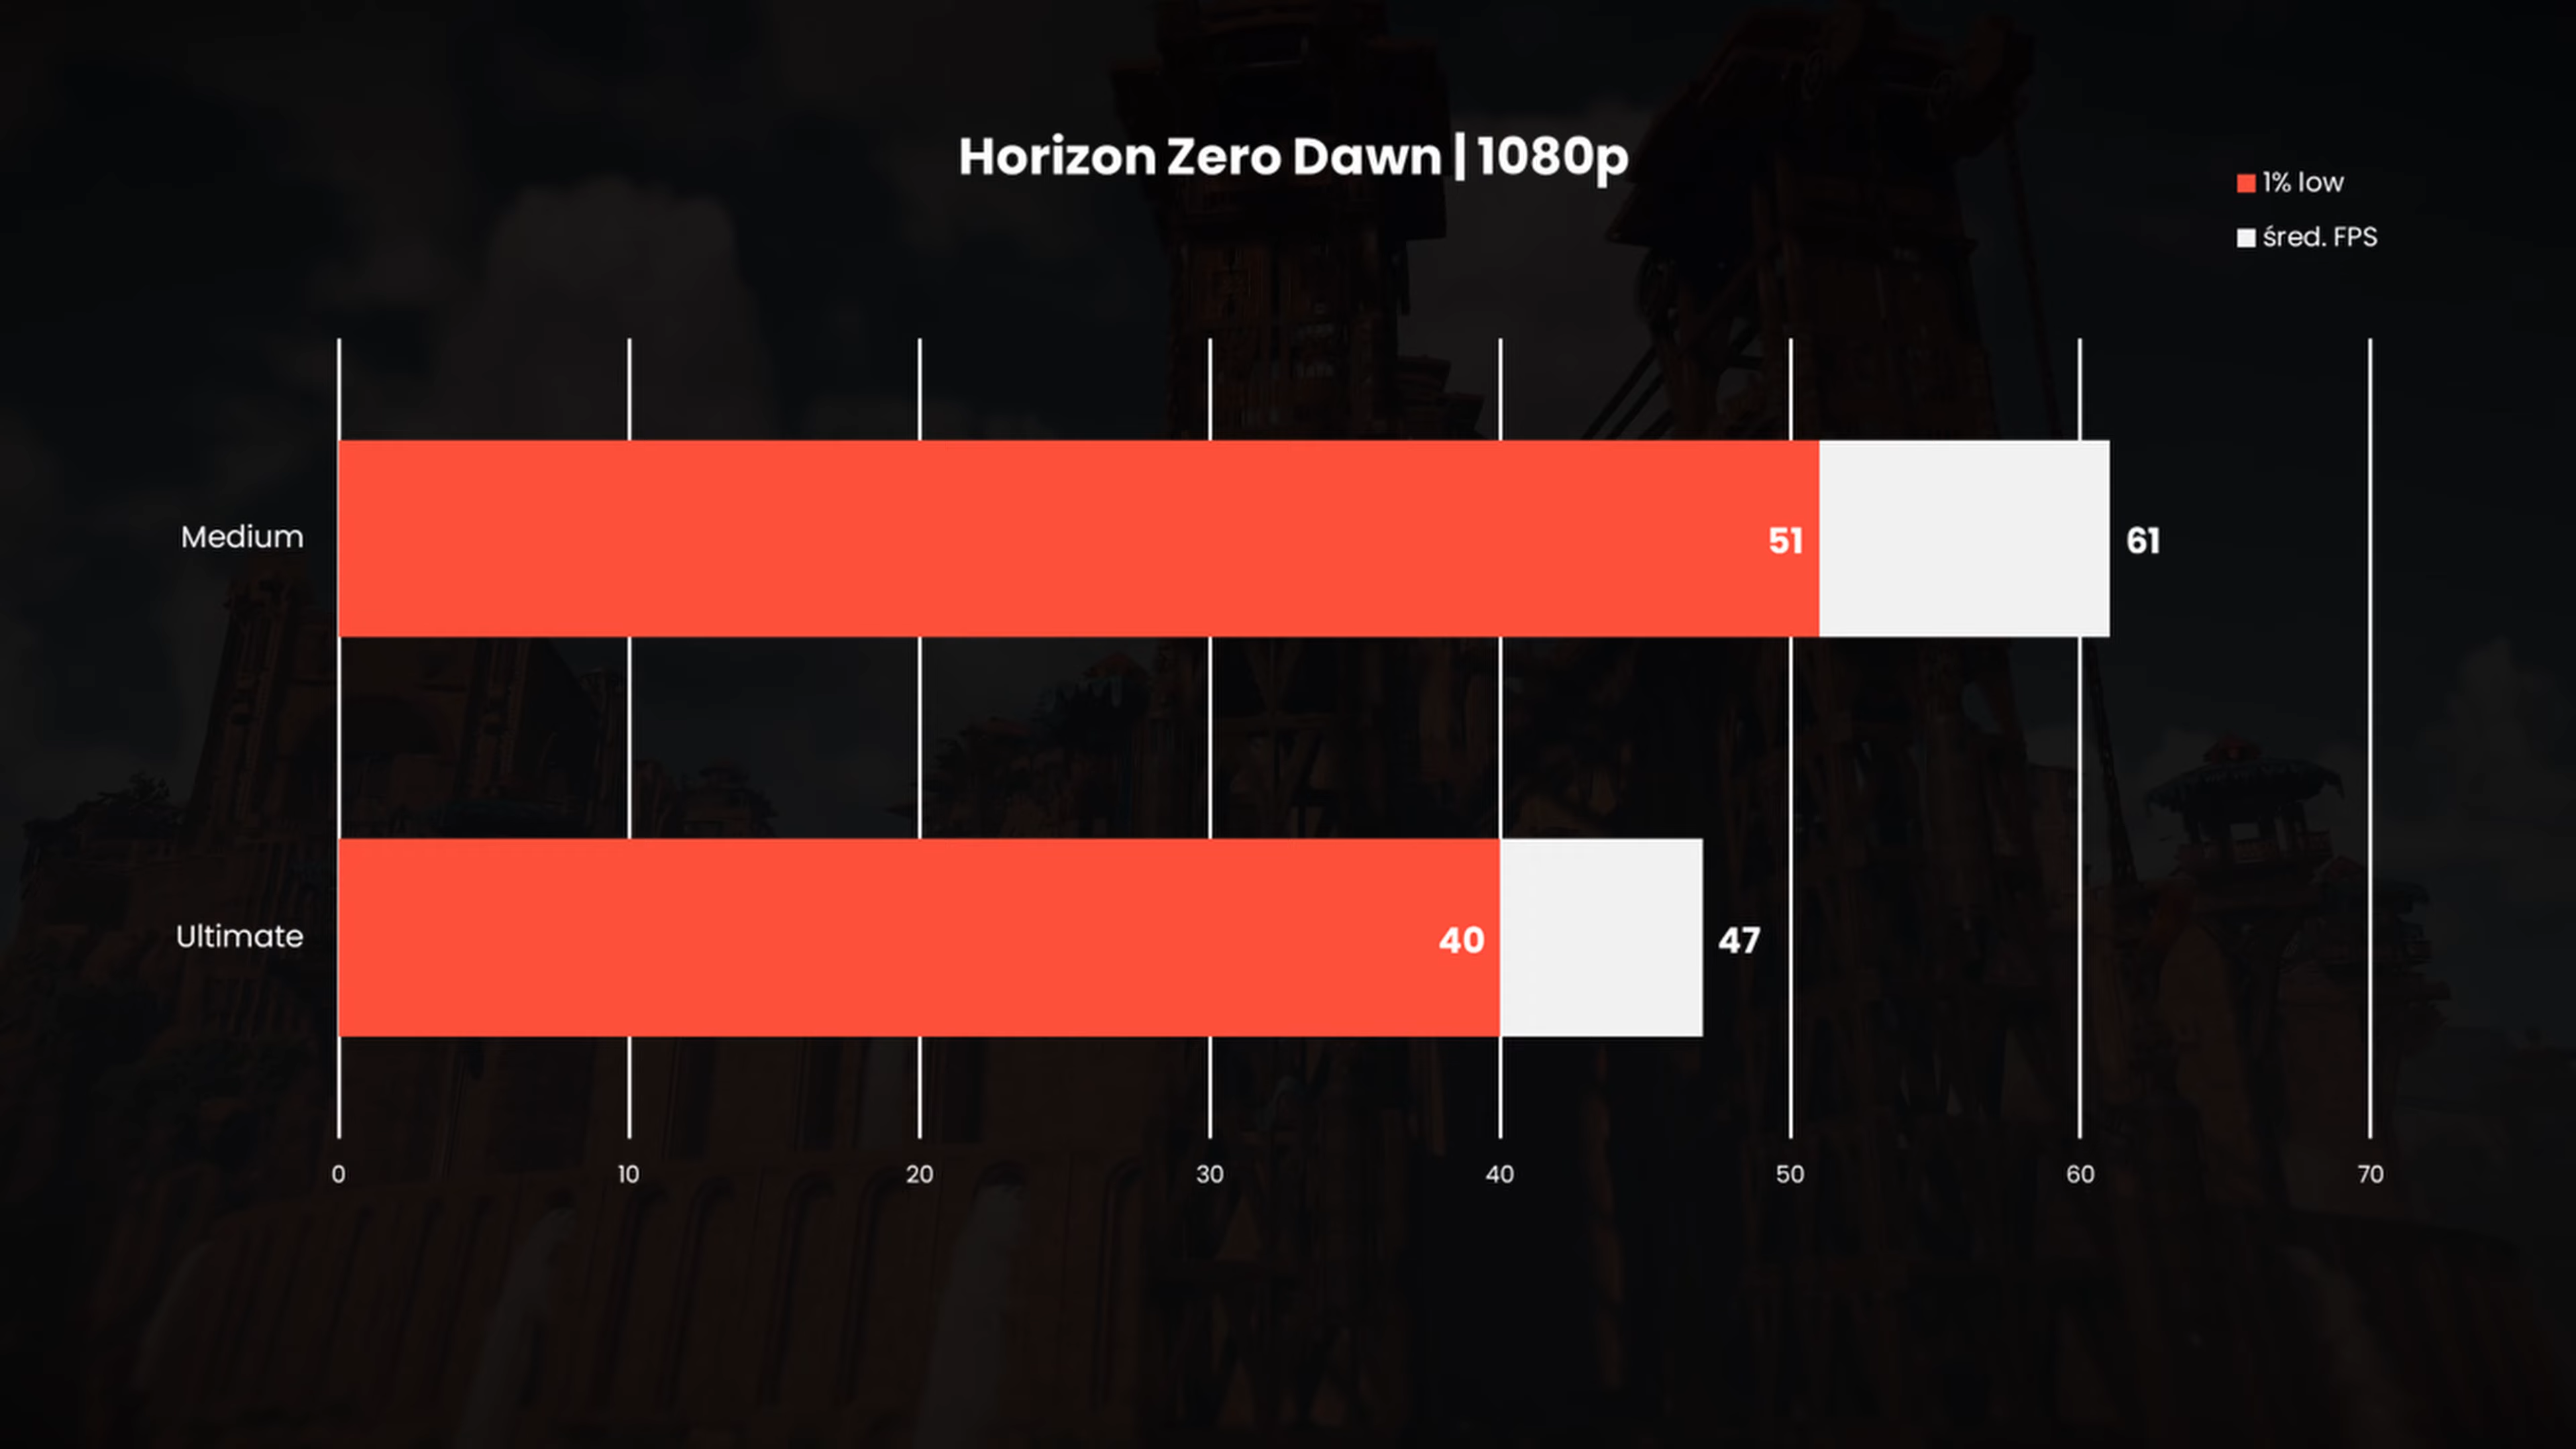 Horizon Zero Dawn | 1080p
1% low
śred. FPS
Medium
51
61
Ultimate
40
47
0 10 20 30 40 50 60 70